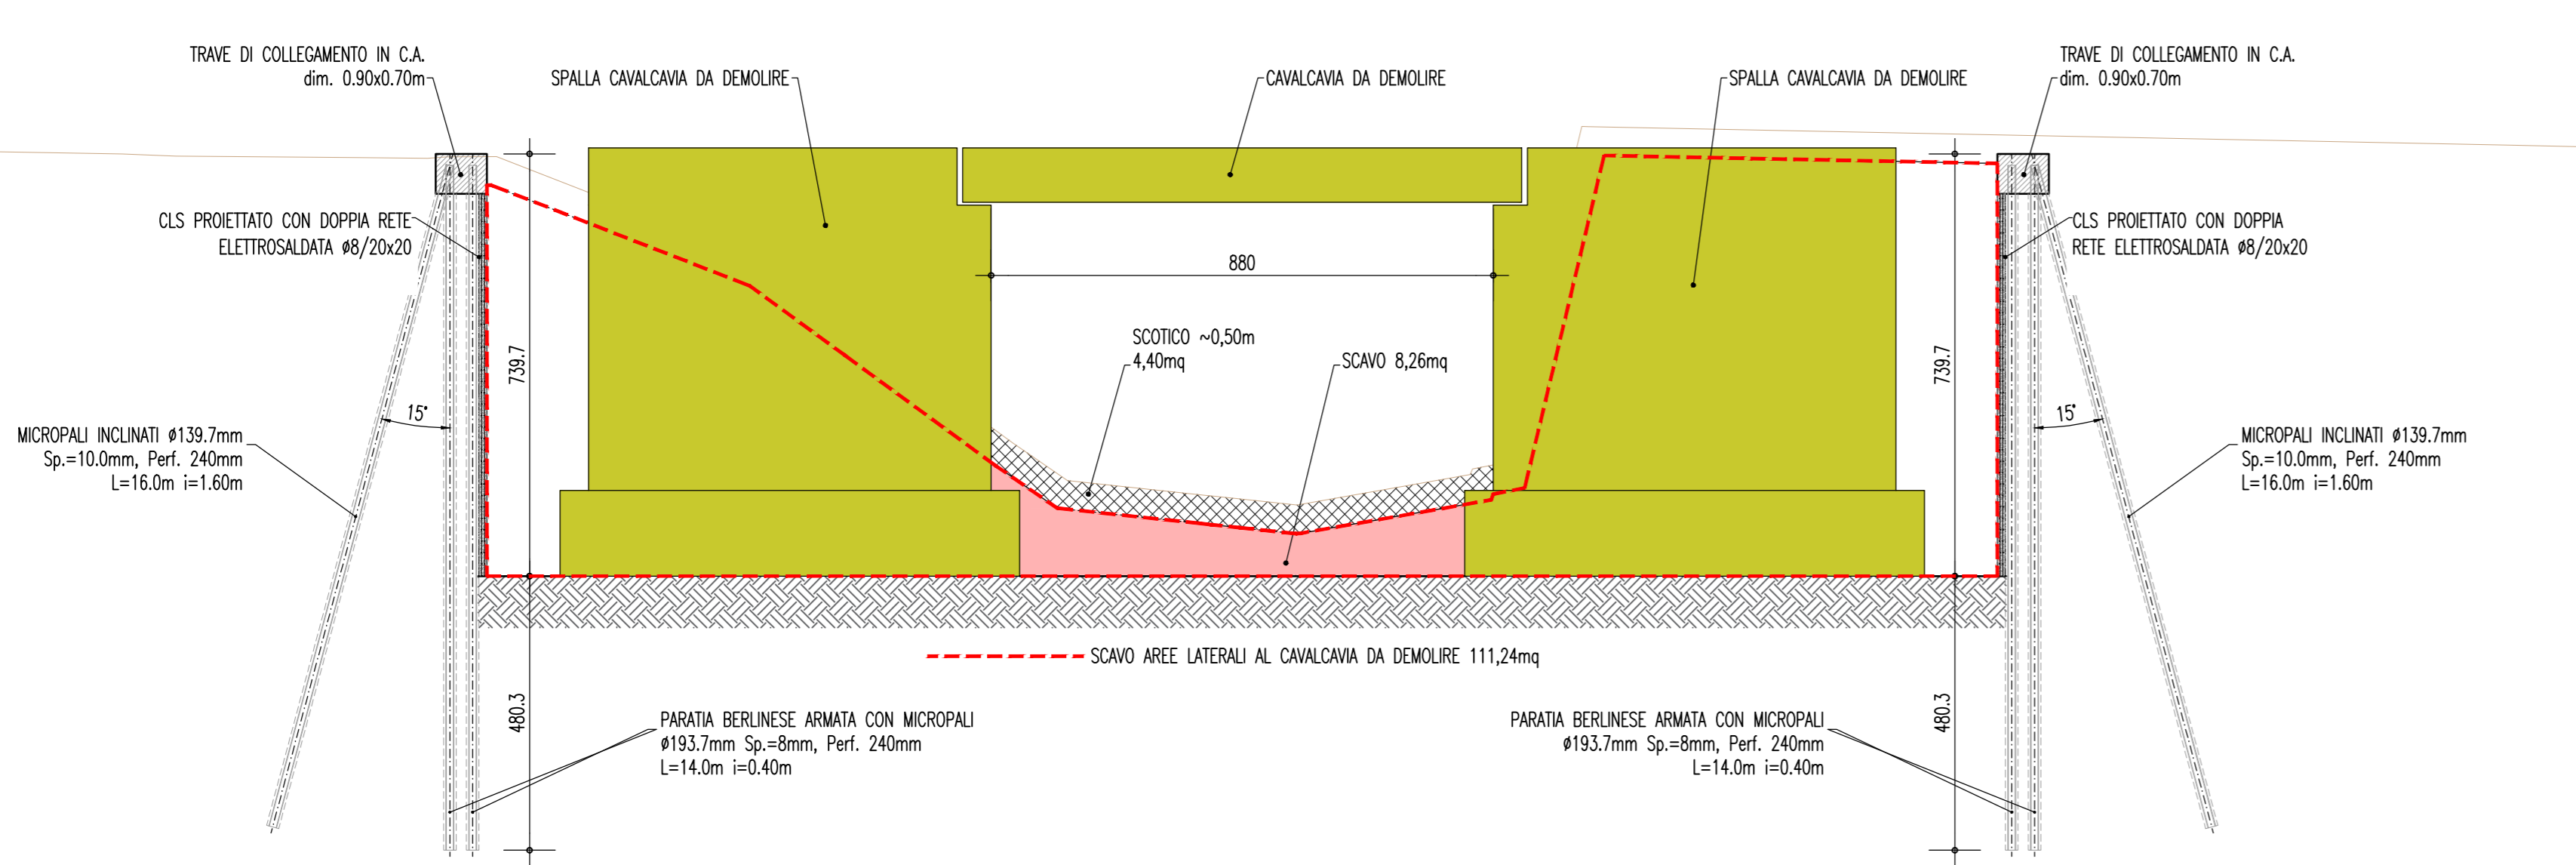 TRAVE DI COLLEGAMENTO IN C.A.
dim. 0.90x0.70m
SPALLA CAVALCAVIA DA DEMOLIRE
CAVALCAVIA DA DEMOLIRE
SPALLA CAVALCAVIA DA DEMOLIRE
TRAVE DI COLLEGAMENTO IN C.A.
dim. 0.90x0.70m
CLS PROIETTATO CON DOPPIA RETE
ELETTROSALDATA ø8/20x20
CLS PROIETTATO CON DOPPIA
RETE ELETTROSALDATA ø8/20x20
880
739.7
SCOTICO ~0,50m
4,40mq
SCAVO 8,26mq
739.7
15°
15°
MICROPALI INCLINATI ø139.7mm
Sp.=10.0mm, Perf. 240mm
L=16.0m i=1.60m
MICROPALI INCLINATI ø139.7mm
Sp.=10.0mm, Perf. 240mm
L=16.0m i=1.60m
SCAVO AREE LATERALI AL CAVALCAVIA DA DEMOLIRE 111,24mq
480.3
480.3
PARATIA BERLINESE ARMATA CON MICROPALI
ø193.7mm Sp.=8mm, Perf. 240mm
L=14.0m i=0.40m
PARATIA BERLINESE ARMATA CON MICROPALI
ø193.7mm Sp.=8mm, Perf. 240mm
L=14.0m i=0.40m